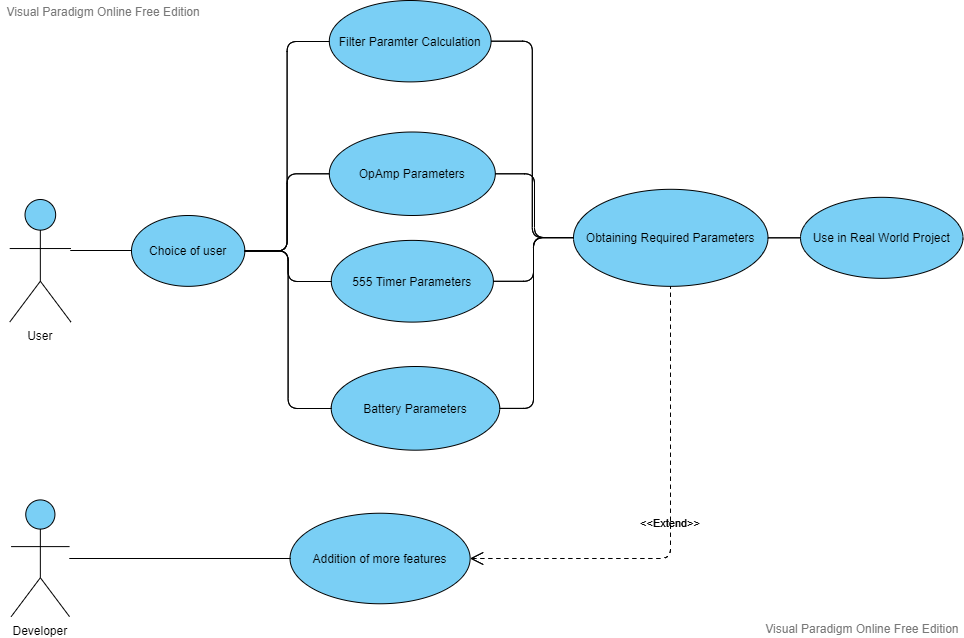 Visual Paradigm Online Free Edition
Filter Paramter Calculation
OpAmp Parameters
Choice of user
Obtaining Required Parameters
Use in Real World Project
555 Timer Parameters
User
Battery Parameters
<<Extend>>
Addition of more features
Developer
Visual Paradigm Online Free Edition